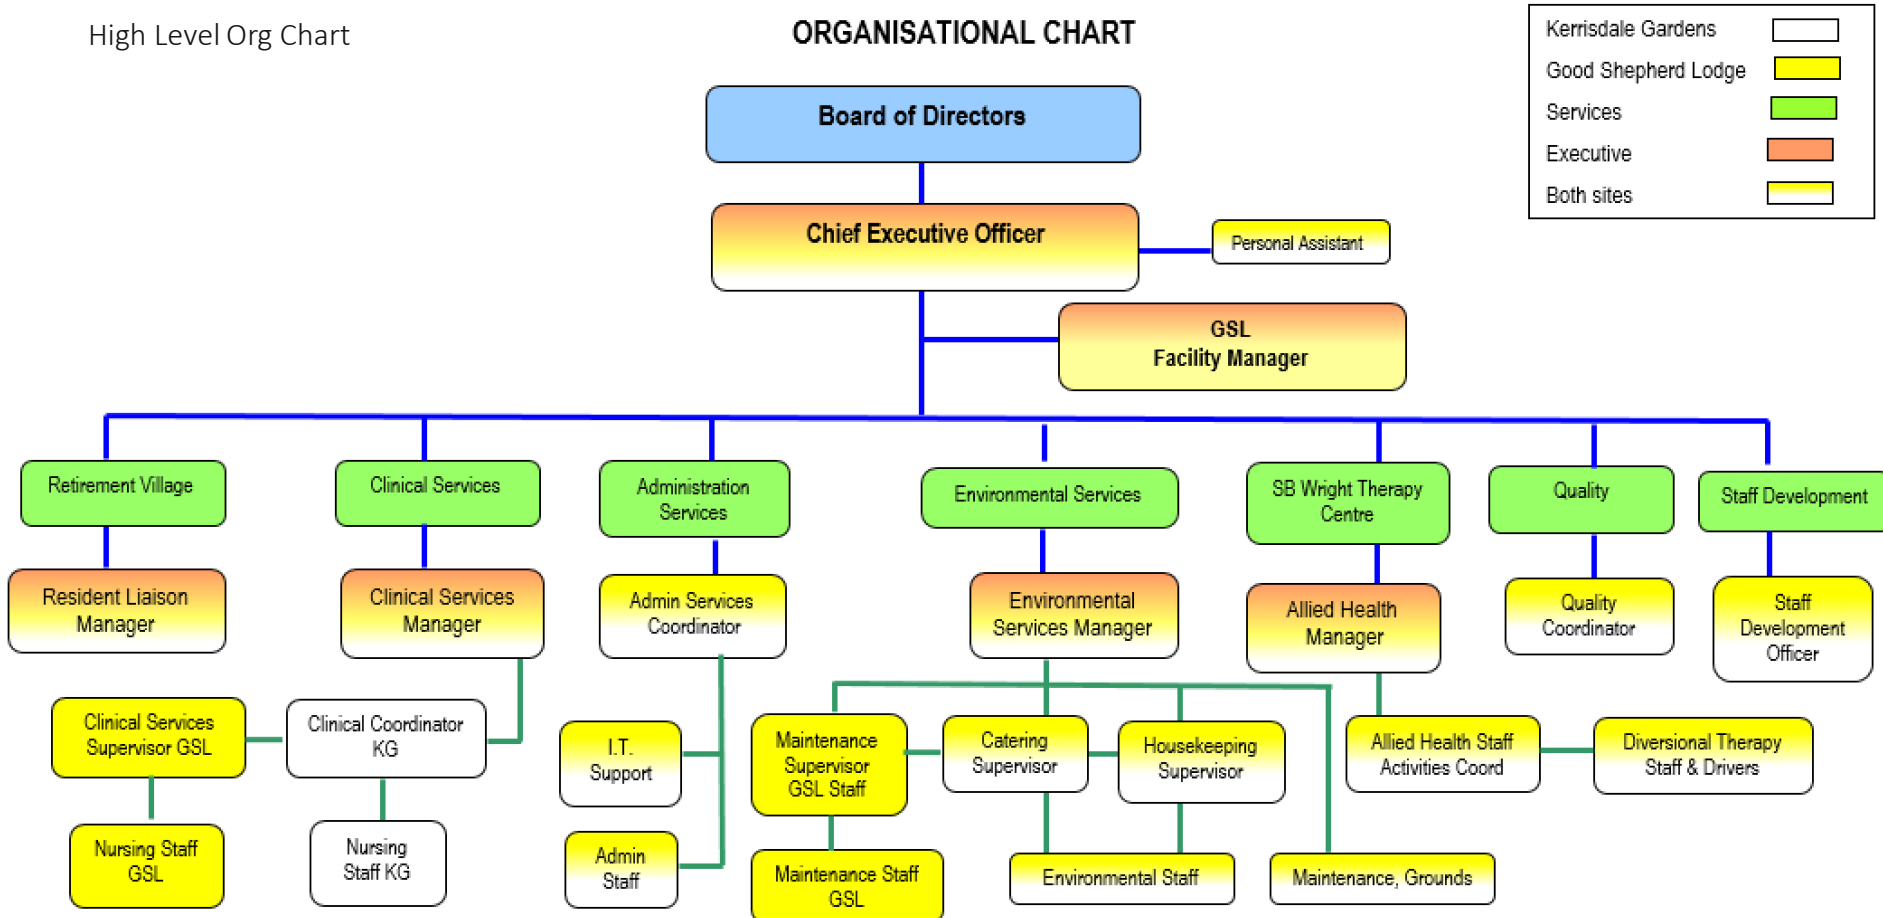 High Level Org Chart
ORGANISATIONAL CHART
Kerrisdale Gardens
Good Shepherd Lodge
Services
Executive
Both sites
Board of Directors
Chief Executive Officer
Personal Assistant
GSL
Facility Manager
Retirement Village
Clinical Services
Administration
Services
Environmental Services
SB Wright Therapy
Centre
Quality
Staff Development
Resident Liaison
Manager
Clinical Services
Manager
Admin Services
Coordinator
Environmental
Services Manager
Allied Health
Manager
Quality
Coordinator
Staff
Development
Officer
Clinical Services
Supervisor GSL
Clinical Coordinator
KG
I.T.
Support
Maintenance
Supervisor
GSL Staff
Catering
Supervisor
Housekeeping
Supervisor
Allied Health Staff
Activities Coord
Diversional Therapy
Staff & Drivers
Nursing Staff
GSL
Nursing
Staff KG
Admin
Staff
Maintenance Staff
GSL
Environmental Staff
Maintenance, Grounds